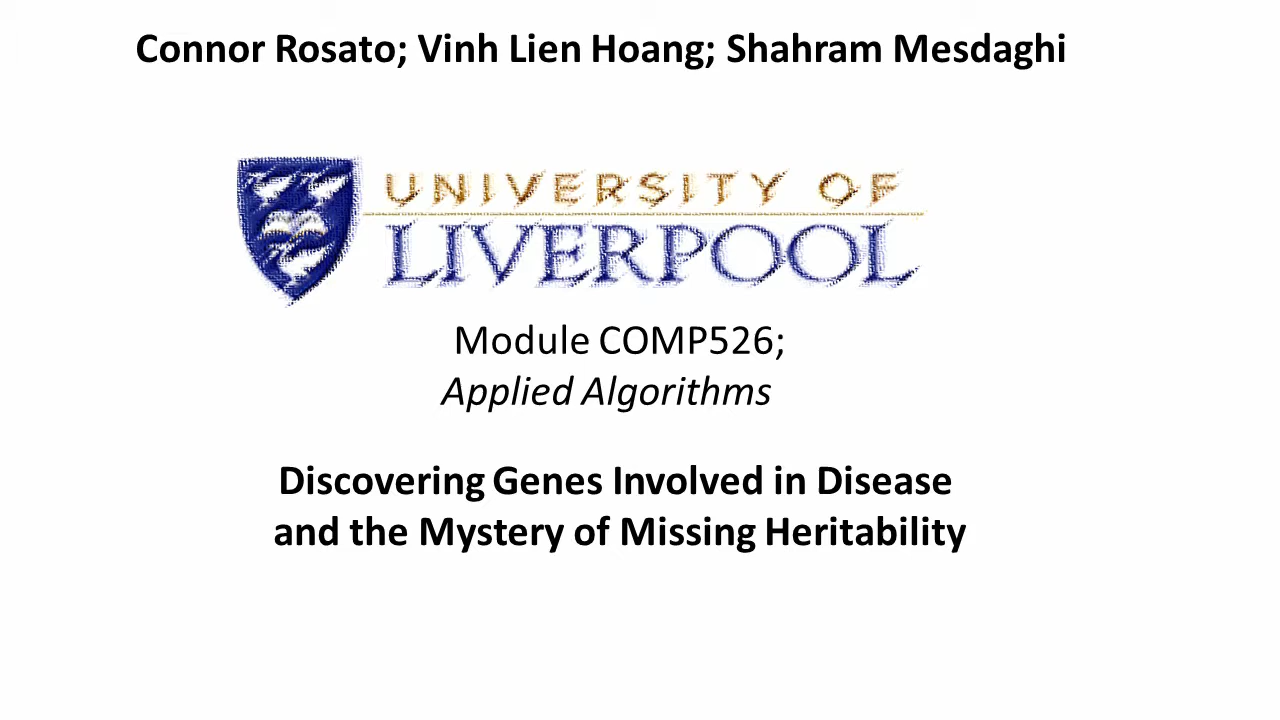 Connor Rosato; Vinh Lien Hoang; Shahram Mesdaghi
UNIVERSITY OF
LIVERPOOL
Module COMP526;
Applied Algorithms
Discovering Genes Involved in Disease
and the Mystery of Missing Heritability